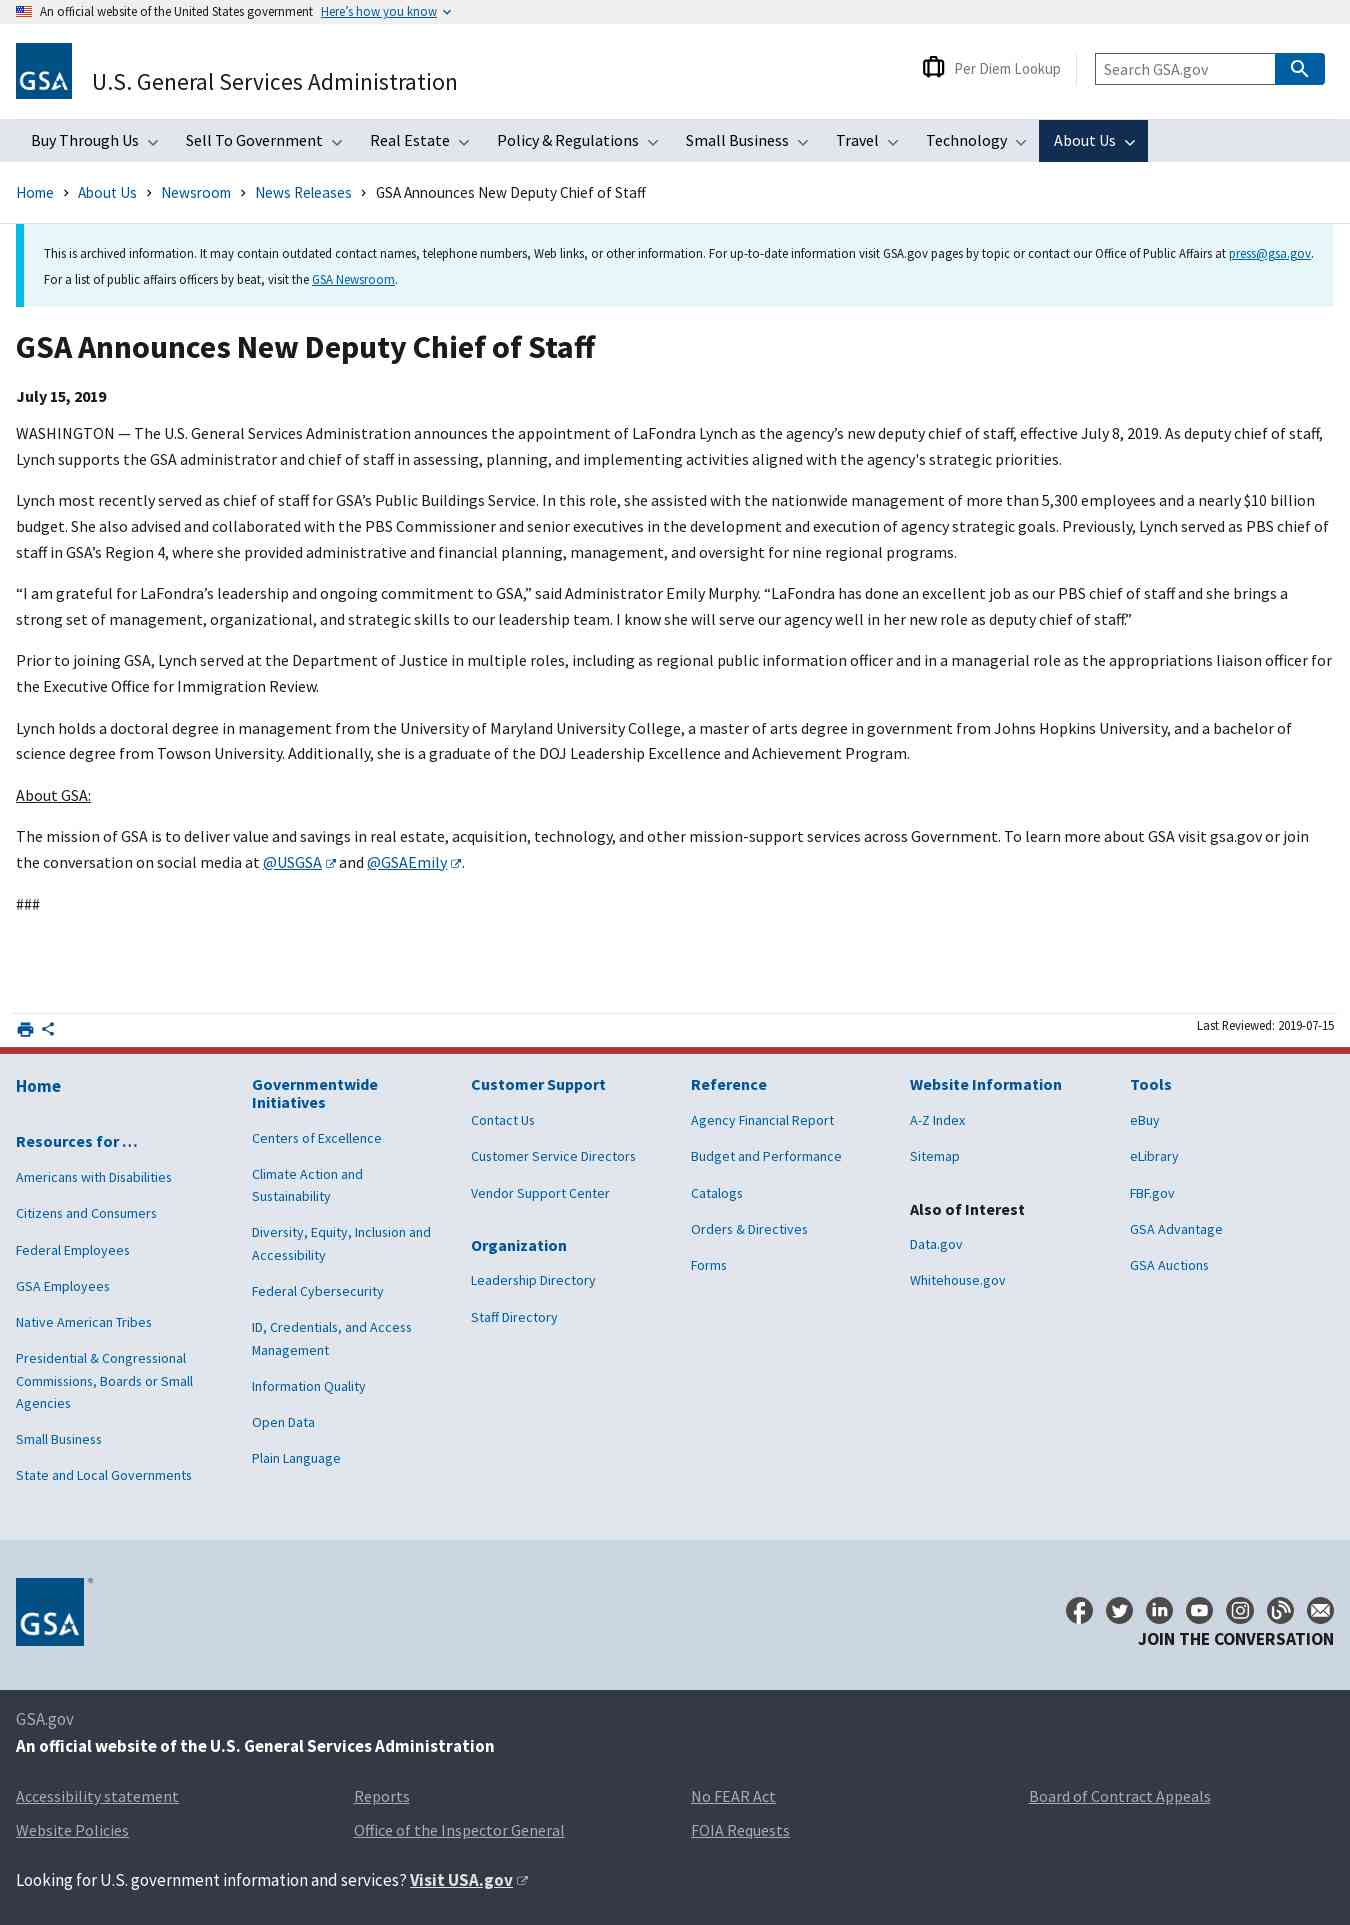 An official website of the United States government Here's how you know
GSA
U.S. General Services Administration
Per Diem Lookup
Search GSA.gov
Buy Through Us Sell To Government Real Estate Policy & Regulations Small Business Travel Technology About Us
Home > About Us > Newsroom > News Releases > GSA Announces New Deputy Chief of Staff
This is archived information. It may contain outdated contact names, telephone numbers, Web links, or other information. For up-to-date information visit GSA.gov pages by topic or contact our Office of Public Affairs at press@gsa.gov.
For a list of public affairs officers by beat, visit the GSA Newsroom.
GSA Announces New Deputy Chief of Staff
July 15, 2019
WASHINGTON — The U.S. General Services Administration announces the appointment of LaFondra Lynch as the agency’s new deputy chief of staff, effective July 8, 2019. As deputy chief of staff,
Lynch supports the GSA administrator and chief of staff in assessing, planning, and implementing activities aligned with the agency's strategic priorities.
Lynch most recently served as chief of staff for GSA’s Public Buildings Service. In this role, she assisted with the nationwide management of more than 5,300 employees and a nearly $10 billion
budget. She also advised and collaborated with the PBS Commissioner and senior executives in the development and execution of agency strategic goals. Previously, Lynch served as PBS chief of
staff in GSA’s Region 4, where she provided administrative and financial planning, management, and oversight for nine regional programs.
“I am grateful for LaFondra’s leadership and ongoing commitment to GSA,” said Administrator Emily Murphy. “LaFondra has done an excellent job as our PBS chief of staff and she brings a
strong set of management, organizational, and strategic skills to our leadership team. I know she will serve our agency well in her new role as deputy chief of staff.”
Prior to joining GSA, Lynch served at the Department of Justice in multiple roles, including as regional public information officer and in a managerial role as the appropriations liaison officer for
the Executive Office for Immigration Review.
Lynch holds a doctoral degree in management from the University of Maryland University College, a master of arts degree in government from Johns Hopkins University, and a bachelor of
science degree from Towson University. Additionally, she is a graduate of the DOJ Leadership Excellence and Achievement Program.
About GSA:
The mission of GSA is to deliver value and savings in real estate, acquisition, technology, and other mission-support services across Government. To learn more about GSA visit gsa.gov or join
the conversation on social media at @USGSA and @GSAEmily.
###
Last Reviewed: 2019-07-15
Home
Resources for …
Americans with Disabilities
Citizens and Consumers
Federal Employees
GSA Employees
Native American Tribes
Presidential & Congressional
Commissions, Boards or Small
Agencies
Small Business
State and Local Governments
Governmentwide
Initiatives
Centers of Excellence
Climate Action and
Sustainability
Diversity, Equity, Inclusion and
Accessibility
Federal Cybersecurity
ID, Credentials, and Access
Management
Information Quality
Open Data
Plain Language
Customer Support
Contact Us
Customer Service Directors
Vendor Support Center
Organization
Leadership Directory
Staff Directory
Reference
Agency Financial Report
Budget and Performance
Catalogs
Orders & Directives
Forms
Website Information
A-Z Index
Sitemap
Also of Interest
Data.gov
Whitehouse.gov
Tools
eBuy
eLibrary
FBF.gov
GSA Advantage
GSA Auctions
GSA
JOIN THE CONVERSATION
GSA.gov
An official website of the U.S. General Services Administration
Accessibility statement Reports No FEAR Act Board of Contract Appeals
Website Policies Office of the Inspector General FOIA Requests
Looking for U.S. government information and services? Visit USA.gov